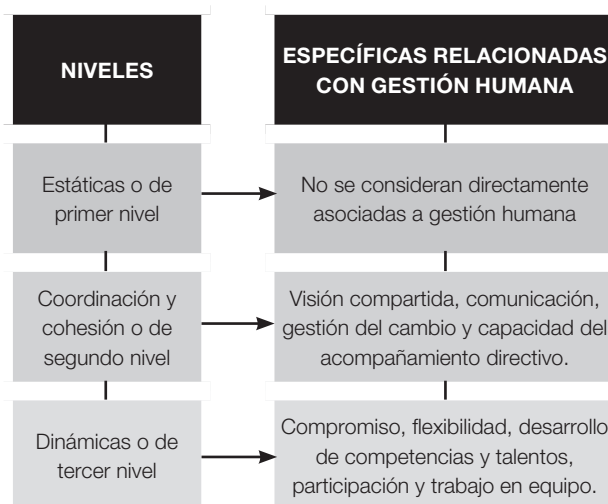 NIVELES
ESPECÍFICAS RELACIONADAS
CON GESTIÓN HUMANA
Estáticas o de
primer nivel
No se consideran directamente
asociadas a gestión humana
Coordinación y
cohesión o de
segundo nivel
Visión compartida, comunicación,
gestión del cambio y capacidad del
acompañamiento directivo.
Dinámicas o de
tercer nivel
Compromiso, flexibilidad, desarrollo
de competencias y talentos,
participación y trabajo en equipo.